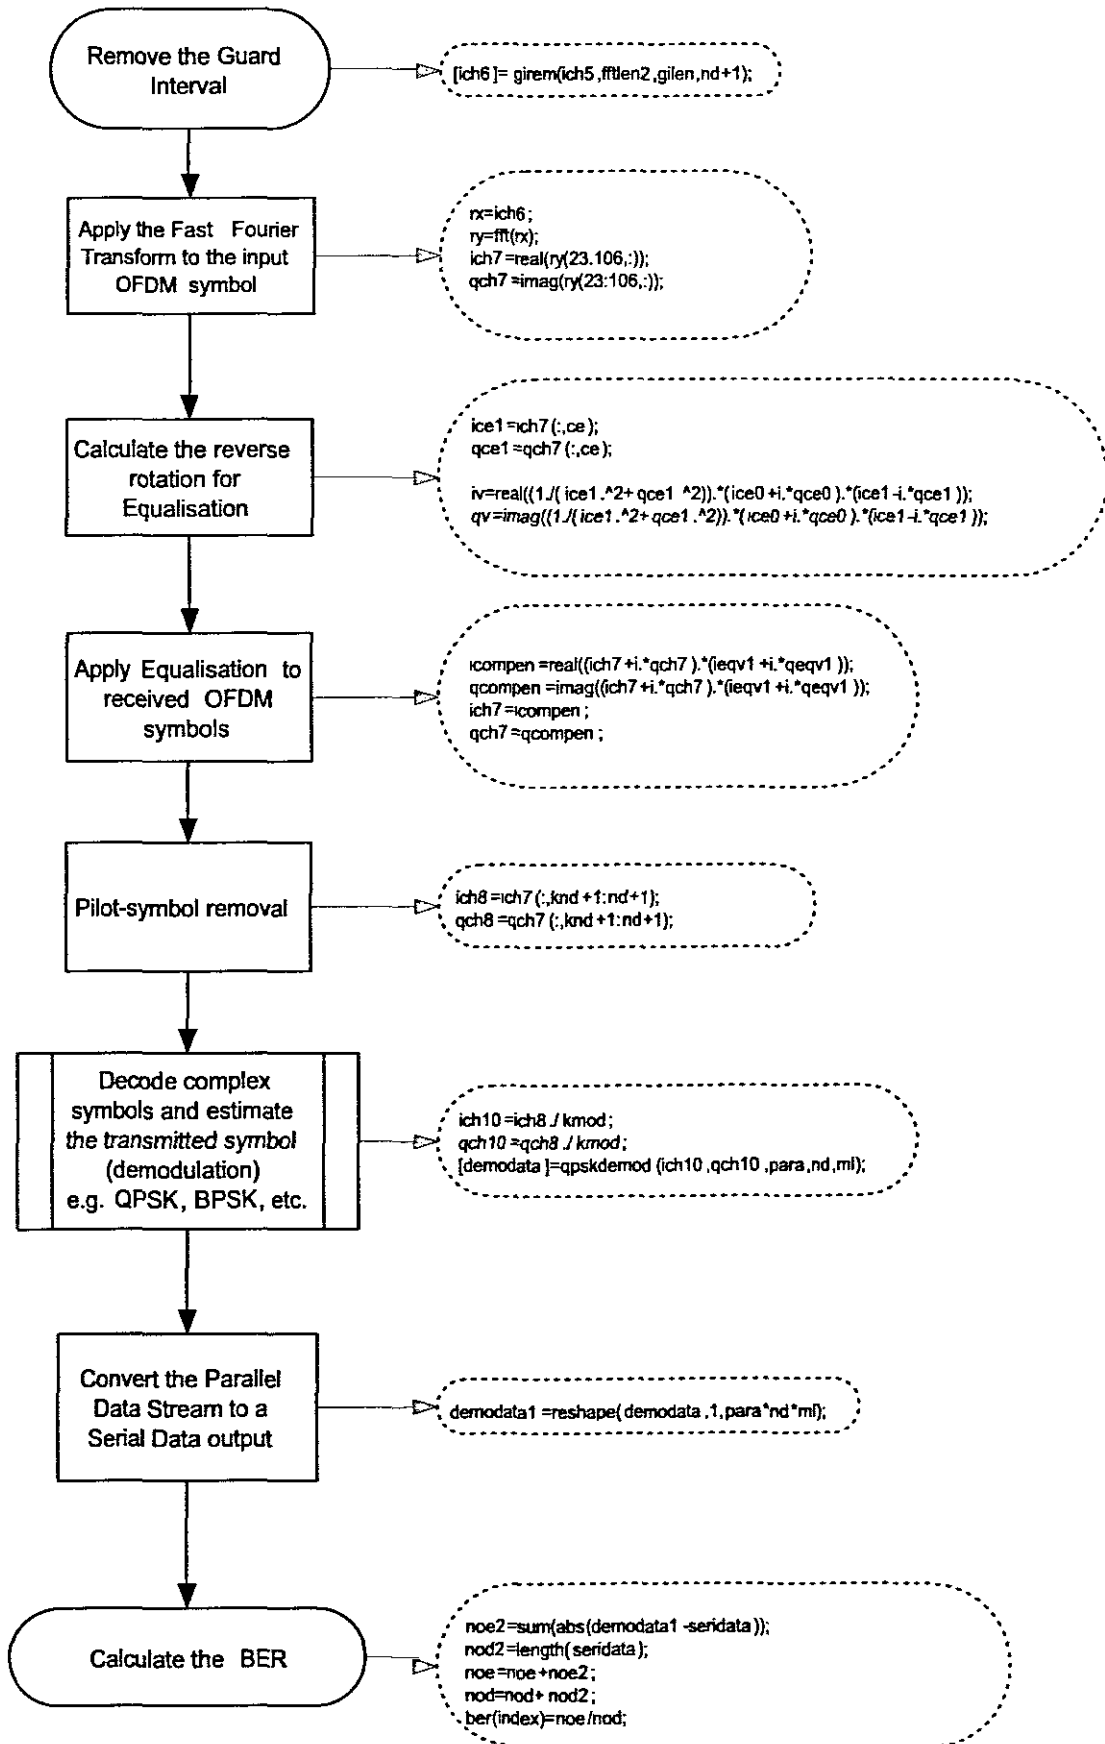 Remove the Guard
Interval
[ich6]= girem(ich5,fftlen2,gilen,nd+1);
Apply the Fast Fourier
Transform to the input
OFDM symbol
rx=ich6;
ry=fft(rx);
ich7=real(ry(23.106,:));
qch7=imag(ry(23:106,:));
Calculate the reverse
rotation for
Equalisation
ice1=ich7(:,ce);
qce1=qch7(:,ce);
iv=real((1./( ice1.^2+ qce1 ^2)).*(ice0+i.*qce0).*(ice1-i.*qce1));
qv=imag((1./( ice1.^2+ qce1.^2)).*(ice0+i.*qce0).*(ice1-i.*qce1));
Apply Equalisation to
received OFDM
symbols
icompen=real((ich7+i.*qch7).*(ieqv1+i.*qeqv1));
qcompen=imag((ich7+i.*qch7).*(ieqv1+i.*qeqv1));
ich7=icompen;
qch7=qcompen;
Pilot-symbol removal
ich8=ich7(:,knd+1:nd+1);
qch8=qch7(:,knd+1:nd+1);
Decode complex
symbols and estimate
the transmitted symbol
(demodulation)
e.g. QPSK, BPSK, etc.
ich10=ich8./kmod;
qch10=qch8./kmod;
[demodata]=qpskdemod(ich10,qch10,para,nd,ml);
Convert the Parallel
Data Stream to a
Serial Data output
demodata1=reshape(demodata,1,para*nd*ml);
Calculate the BER
noe2=sum(abs(demodata1-seridata));
nod2=length(seridata);
noe=noe+noe2;
nod=nod+nod2;
ber(index)=noe/nod;